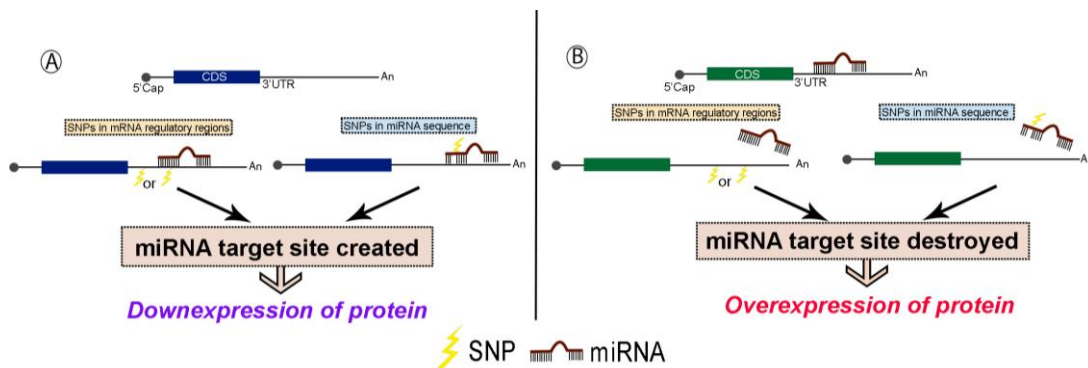 A
CDS
5'Cap
3'UTR
An
SNPs in mRNA regulatory regions
SNPs in miRNA sequence
or
An
An
miRNA target site created
Downexpression of protein
B
CDS
5'Cap
3'UTR
An
SNPs in mRNA regulatory regions
SNPs in miRNA sequence
or
An
A
miRNA target site destroyed
Overexpression of protein
SNP
miRNA